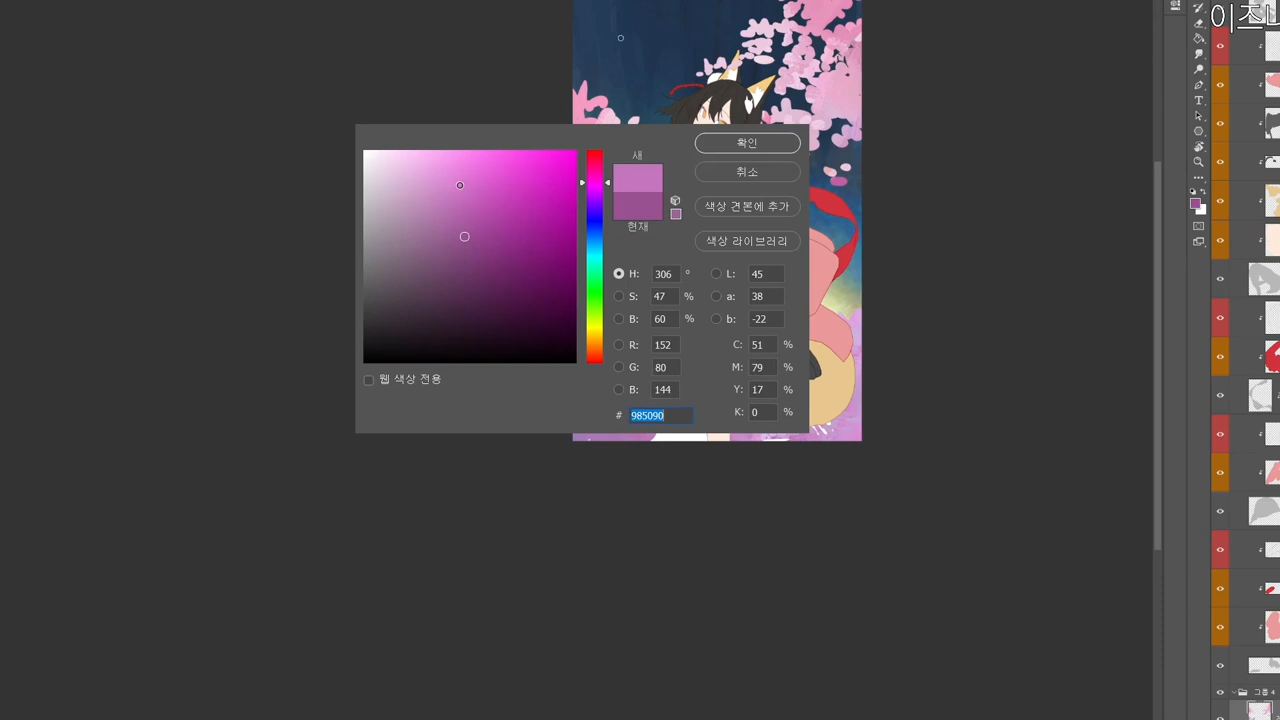 이즈
확인
새
취소
색상 견본에 추가
현재
색상 라이브러리
H: 306 °
L: 45
S: 47 %
a: 38
B: 60 %
b: -22
R: 152
C: 51 %
G: 80
M: 79 %
B: 144
Y: 17 %
웹 색상 전용
# 985090
K: 0 %
T
그룹 4